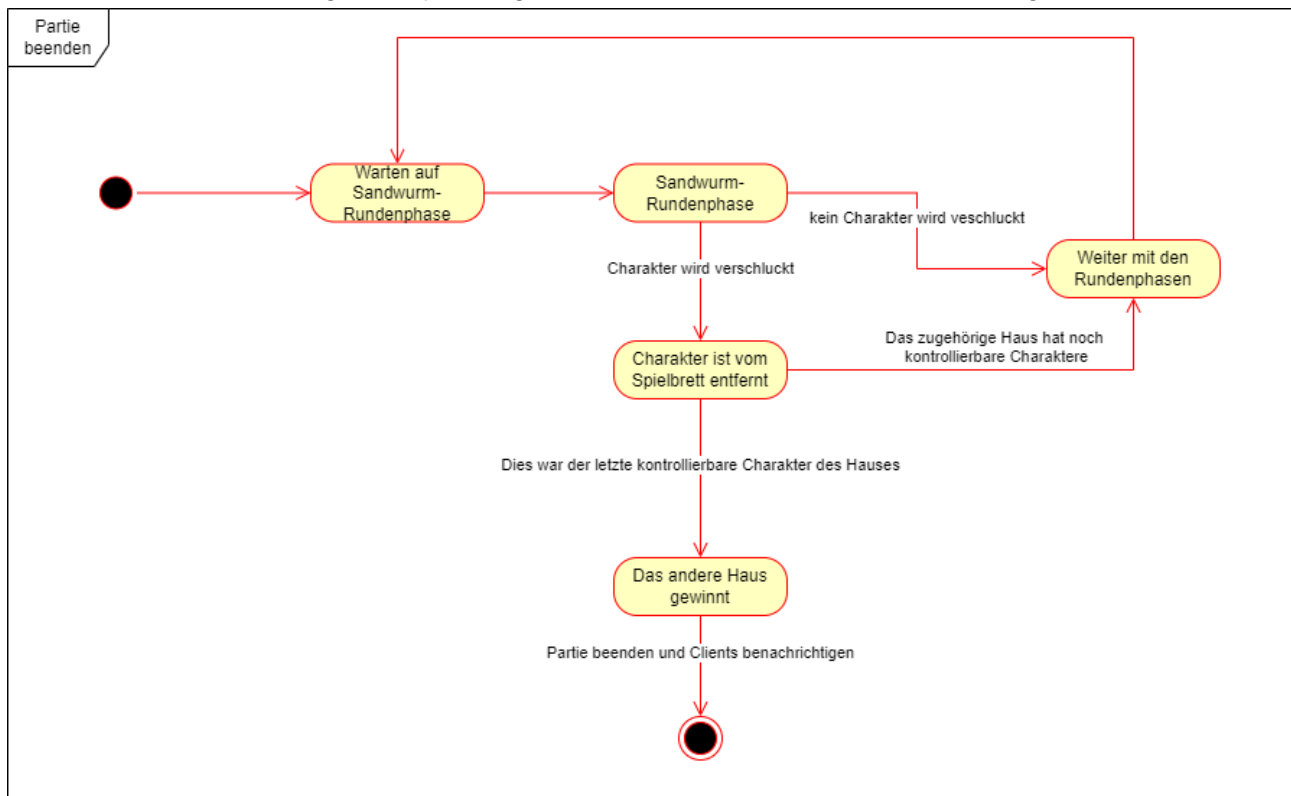 Partie
beenden
Warten auf
Sandwurm-
Rundenphase
Sandwurm-
Rundenphase
kein Charakter wird veschluckt
Weiter mit den
Rundenphasen
Charakter wird verschluckt
Das zugehörige Haus hat noch
kontrollierbare Charaktere
Charakter ist vom
Spielbrett entfernt
Dies war der letzte kontrollierbare Charakter des Hauses
Das andere Haus
gewinnt
Partie beenden und Clients benachrichtigen